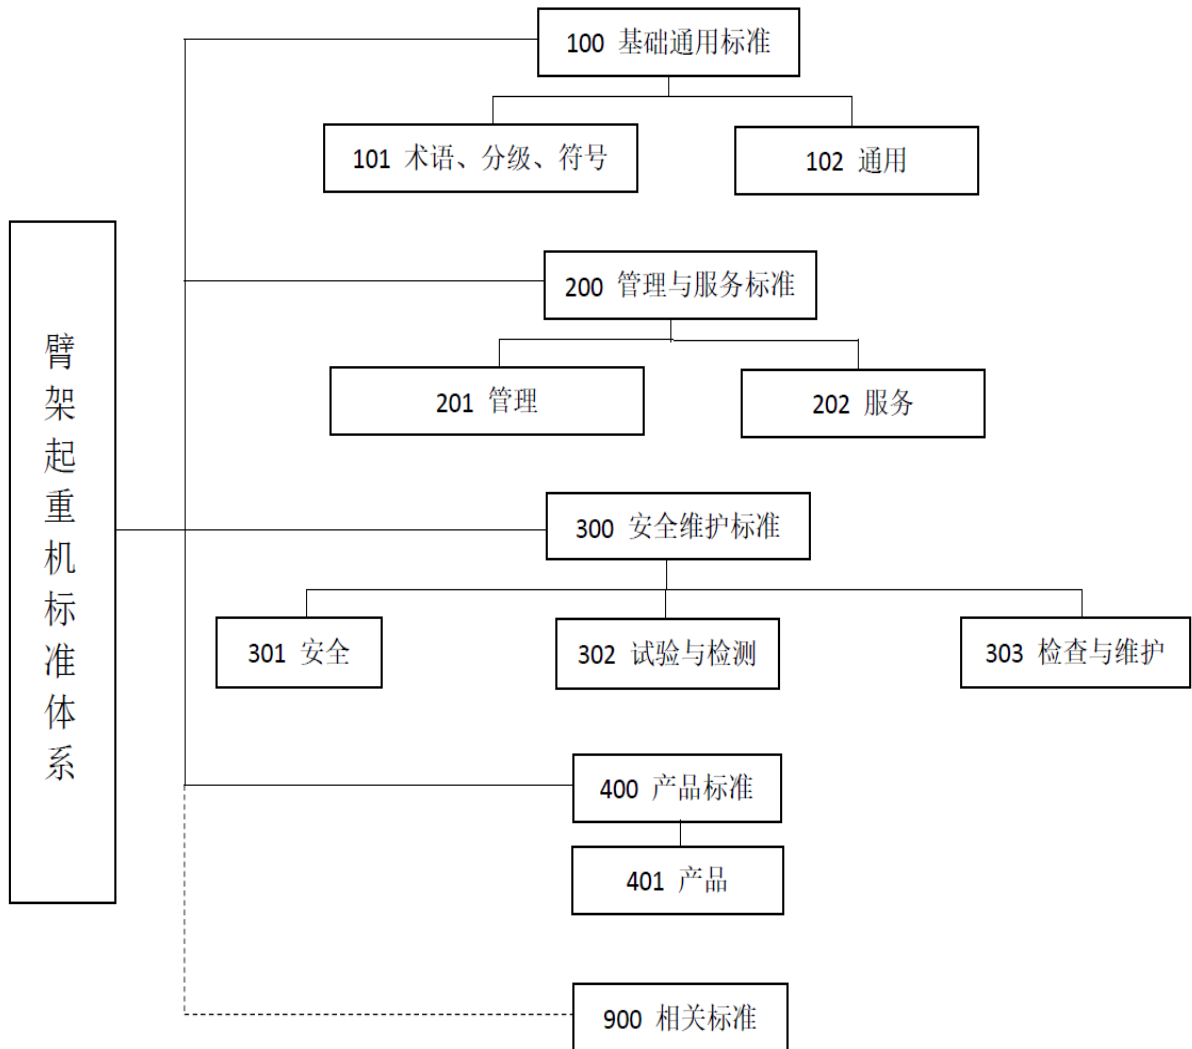 100 基础通用标准
101 术语、分级、符号
102 通用
200 管理与服务标准
201 管理
202 服务
臂架起重机标准体系
300 安全维护标准
301 安全
302 试验与检测
303 检查与维护
400 产品标准
401 产品
900 相关标准